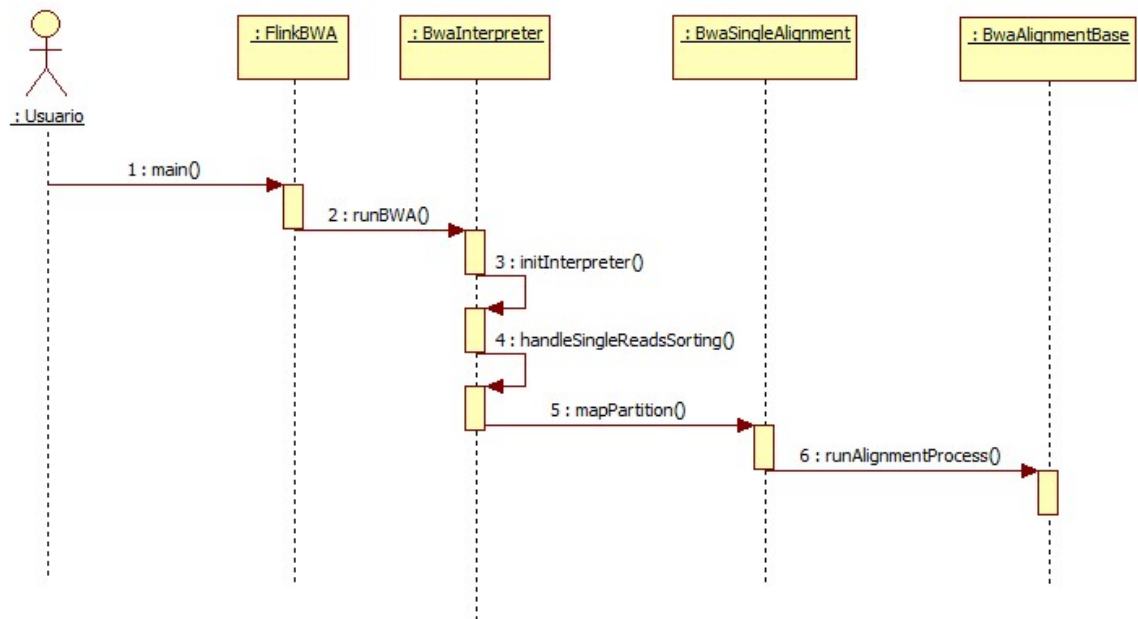 : FlinkBWA
: BwaInterpreter
: BwaSingleAlignment
: BwaAlignmentBase
: Usuario
1 : main()
2 : runBWA()
3 : initInterpreter()
4 : handleSingleReadsSorting()
5 : mapPartition()
6 : runAlignmentProcess()